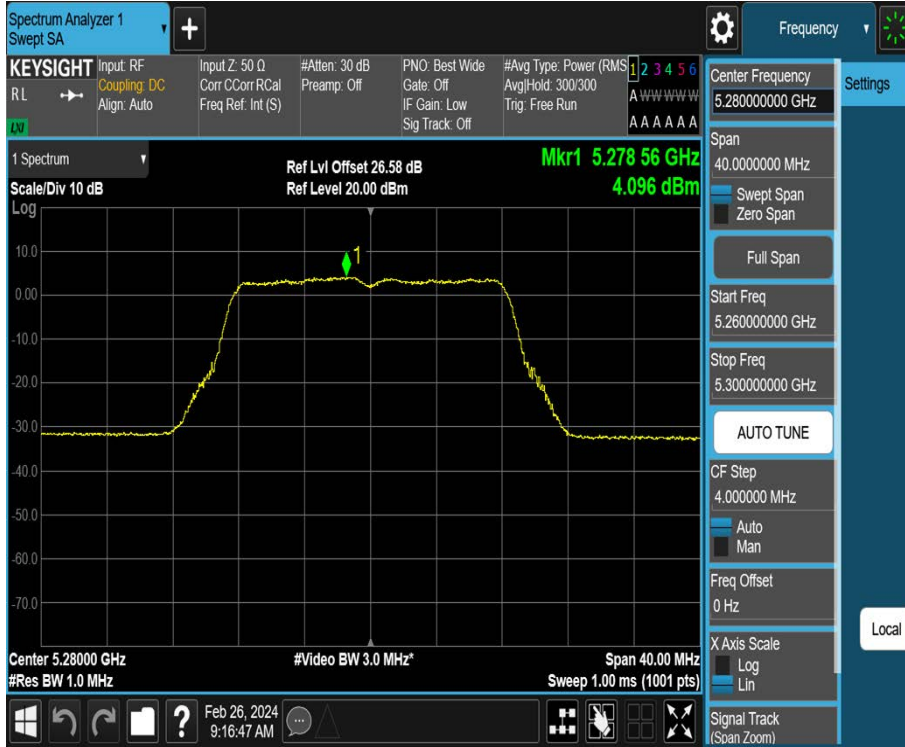 Spectrum Analyzer 1
Swept SA
+
Frequency
KEYSIGHT
RL
LXI
Input: RF
Coupling: DC
Align: Auto
Input Z: 50 Ω
Corr CCorr RCal
Freq Ref: Int (S)
#Atten: 30 dB
Preamp: Off
PNO: Best Wide
Gate: Off
IF Gain: Low
Sig Track: Off
#Avg Type: Power (RMS
Avg|Hold: 300/300
Trig: Free Run
1 2 3 4 5 6
A W W W W W
A A A A A A
1 Spectrum
Scale/Div 10 dB
Log
Ref Lvl Offset 26.58 dB
Ref Level 20.00 dBm
Mkr1 5.278 56 GHz
4.096 dBm
1
10.0
0.00
-10.0
-20.0
-30.0
-40.0
-50.0
-60.0
-70.0
Center 5.28000 GHz
#Res BW 1.0 MHz
#Video BW 3.0 MHz*
Span 40.00 MHz
Sweep 1.00 ms (1001 pts)
?
Feb 26, 2024
9:16:47 AM
Center Frequency
5.280000000 GHz
Span
40.0000000 MHz
Swept Span
Zero Span
Full Span
Start Freq
5.260000000 GHz
Stop Freq
5.300000000 GHz
AUTO TUNE
CF Step
4.000000 MHz
Auto
Man
Freq Offset
0 Hz
X Axis Scale
Log
Lin
Signal Track
(Span Zoom)
Settings
Local